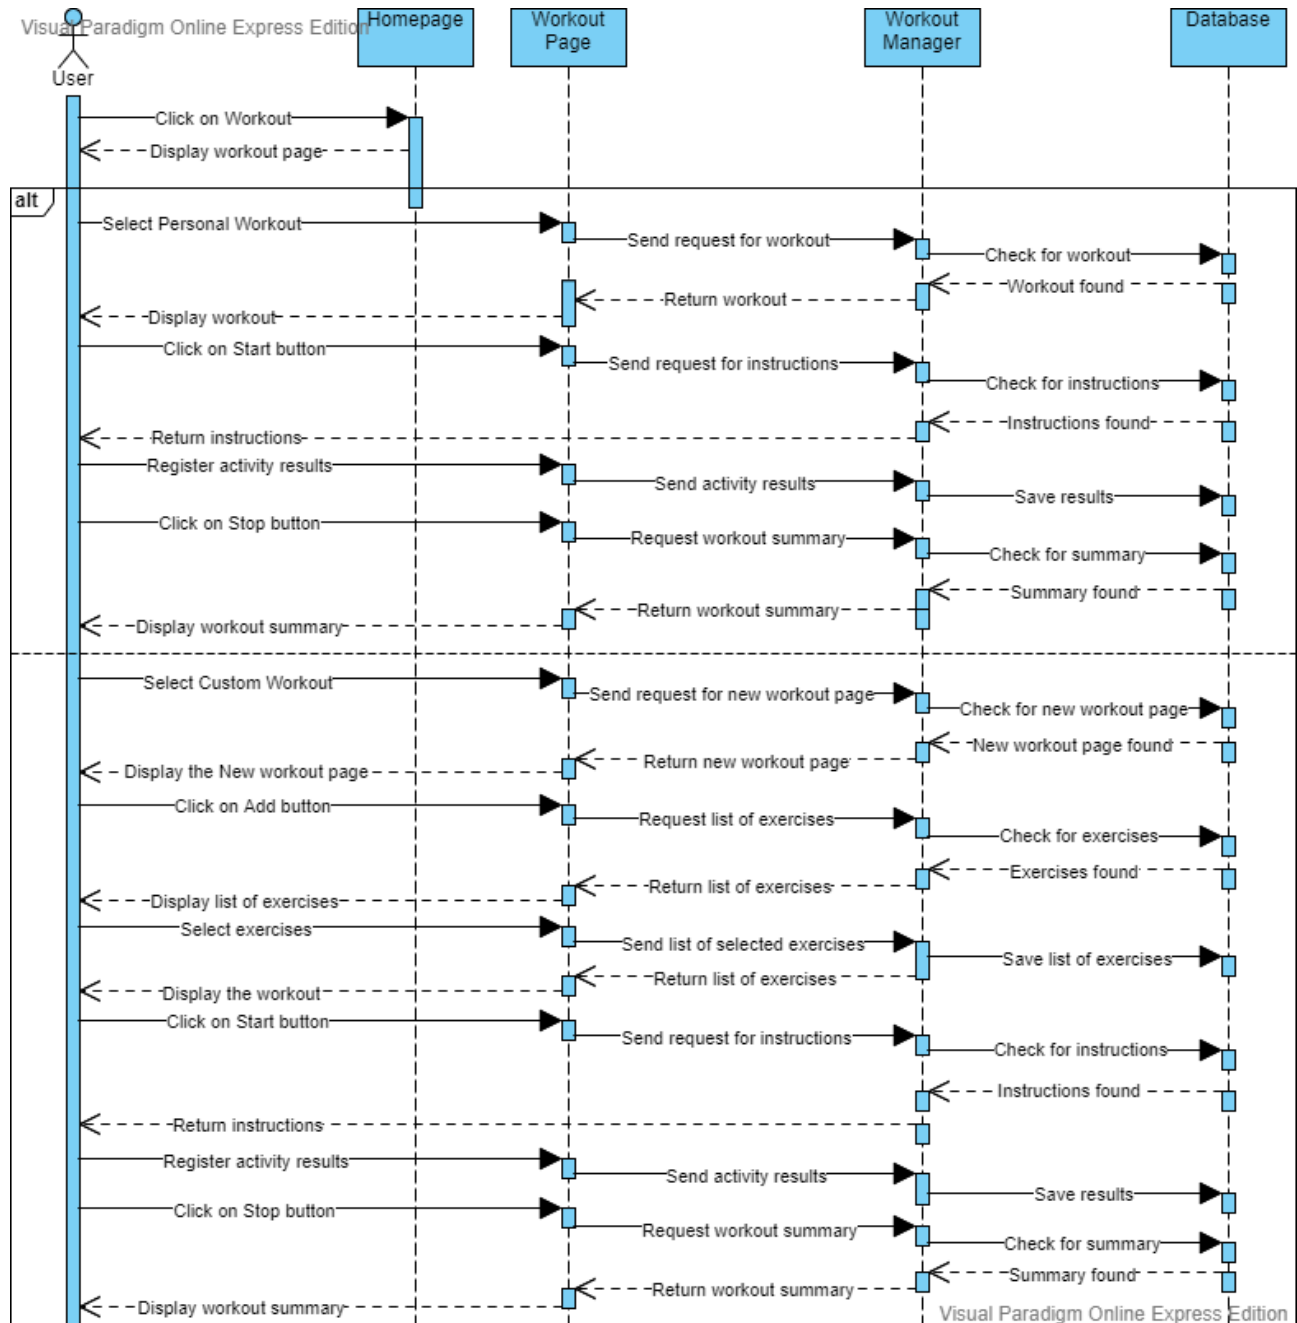 Visual Paradigm Online Express Edition
User
Homepage
Workout
Page
Workout
Manager
Database
Click on Workout
Display workout page
alt
Select Personal Workout
Send request for workout
Check for workout
Workout found
Return workout
Display workout
Click on Start button
Send request for instructions
Check for instructions
Instructions found
Return instructions
Register activity results
Send activity results
Save results
Click on Stop button
Request workout summary
Check for summary
Summary found
Return workout summary
Display workout summary
Select Custom Workout
Send request for new workout page
Check for new workout page
New workout page found
Return new workout page
Display the New workout page
Click on Add button
Request list of exercises
Check for exercises
Exercises found
Return list of exercises
Display list of exercises
Select exercises
Send list of selected exercises
Save list of exercises
Return list of exercises
Display the workout
Click on Start button
Send request for instructions
Check for instructions
Instructions found
Return instructions
Register activity results
Send activity results
Save results
Click on Stop button
Request workout summary
Check for summary
Summary found
Return workout summary
Display workout summary
Visual Paradigm Online Express Edition